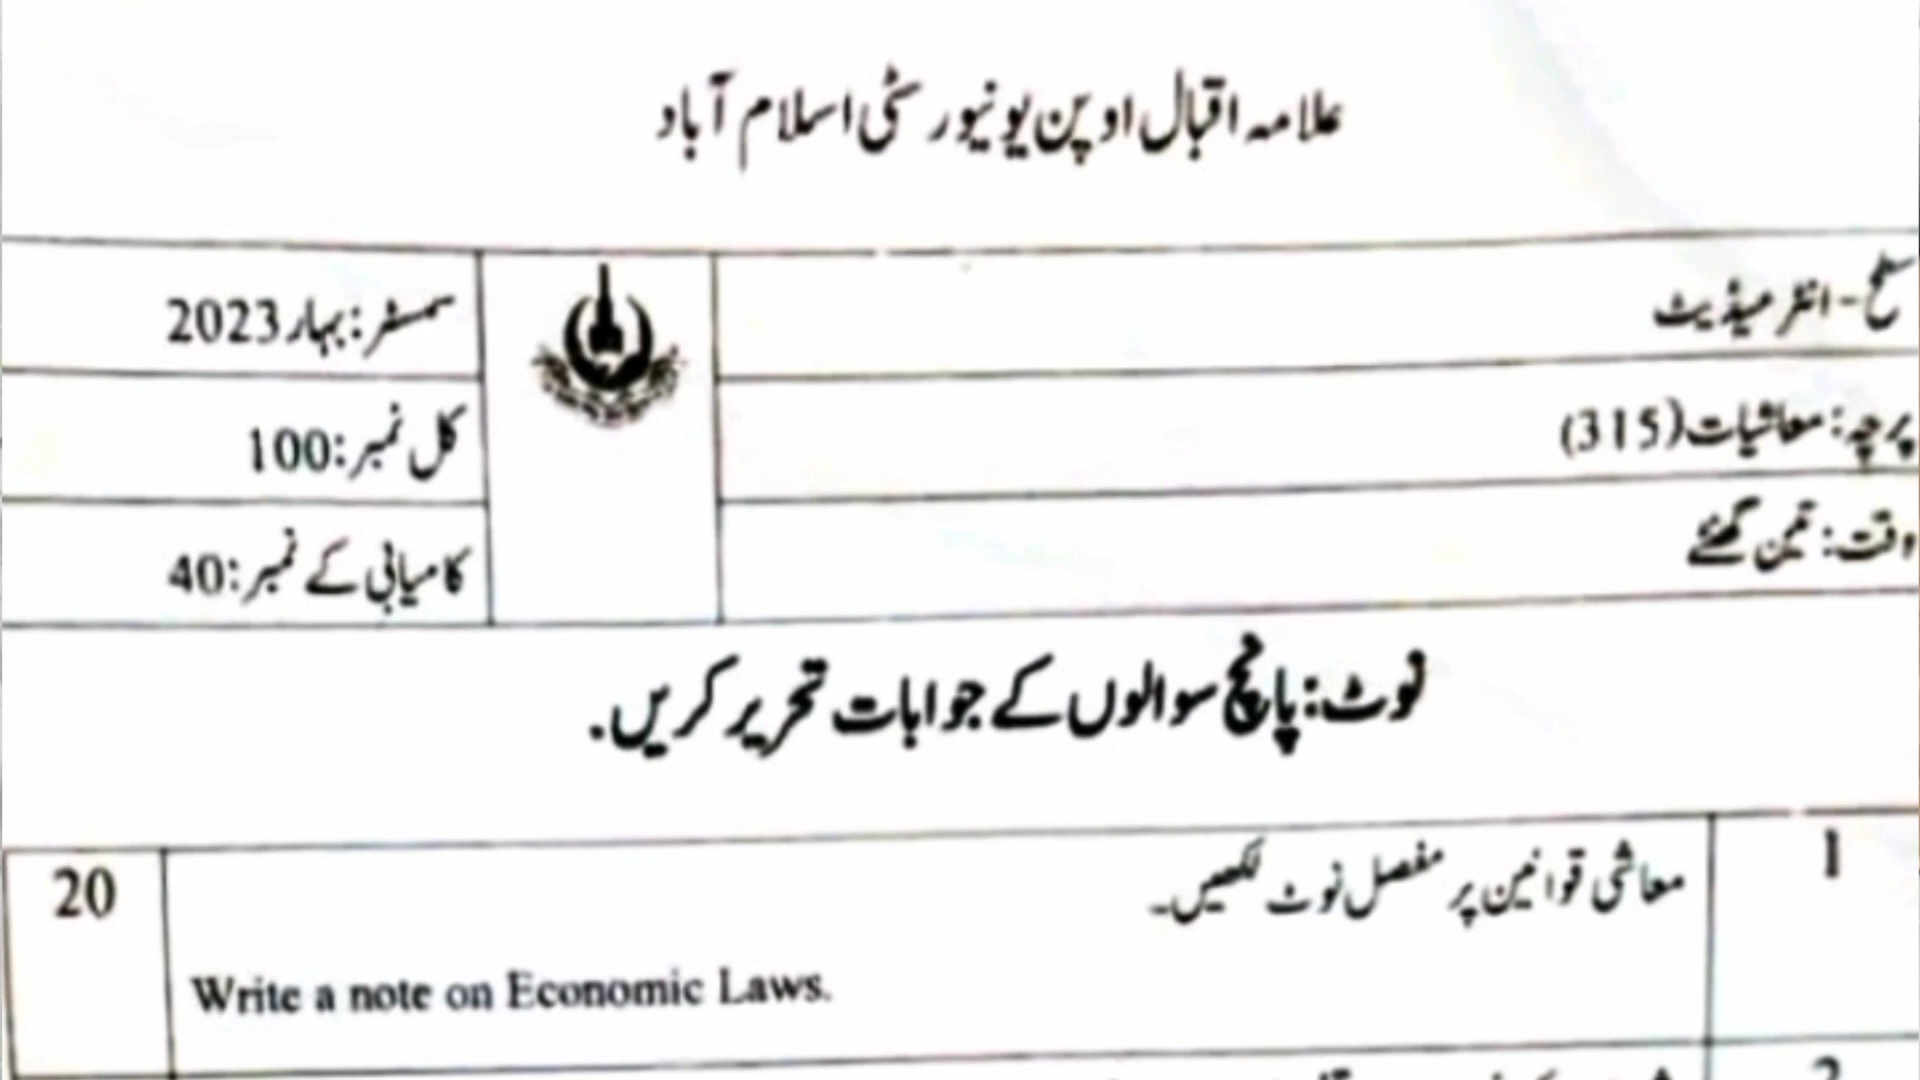 علامہ اقبال اوپن یونیورسٹی اسلام آباد
سطح - انٹرمیڈیٹ
سمسٹر: بہار 2023
پرچہ: معاشیات (315)
کل نمبر: 100
وقت: تین گھنٹے
کامیابی کے نمبر: 40
نوٹ: پانچ سوالوں کے جوابات تحریر کریں.
1
معاشی قوانین پر مفصل نوٹ لکھیں۔
20
Write a note on Economic Laws.
2